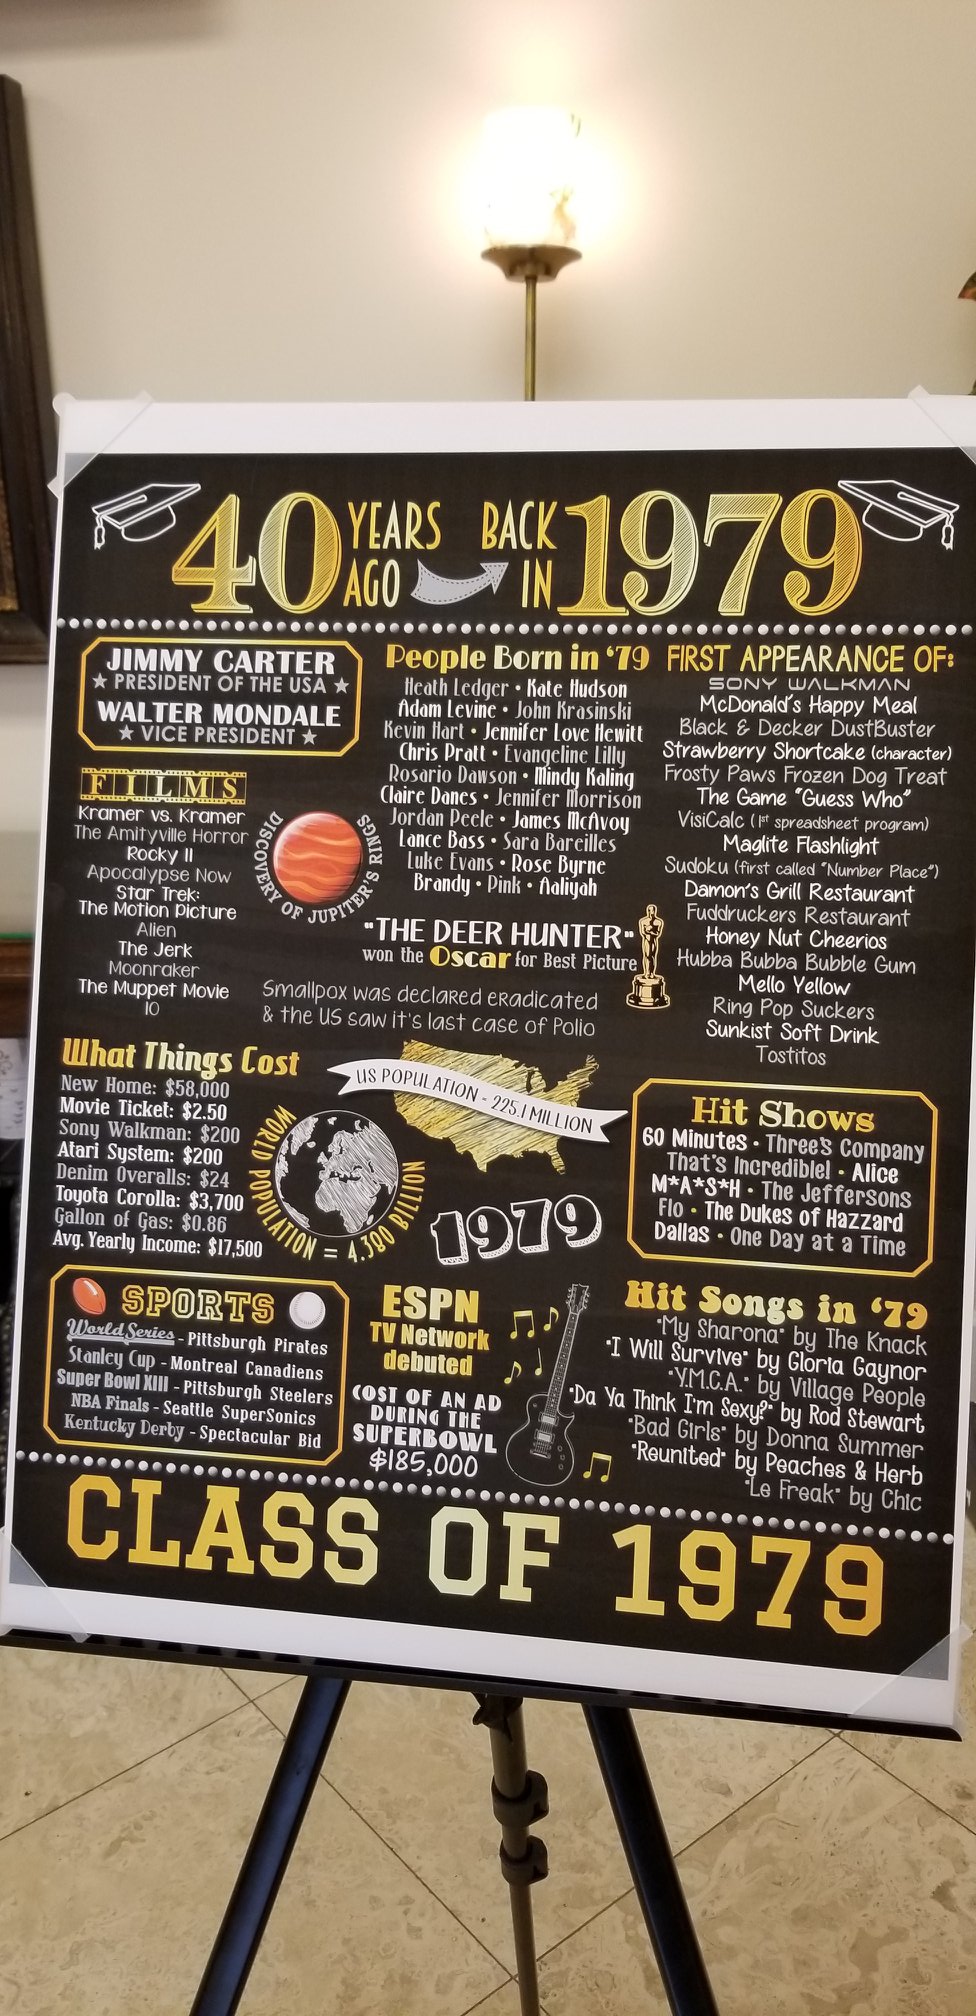 40 YEARS AGO BACK IN 1979
JIMMY CARTER
★ PRESIDENT OF THE USA ★
WALTER MONDALE
★ VICE PRESIDENT ★
FILMS
Kramer vs. Kramer
The Amityville Horror
Rocky II
Apocalypse Now
Star Trek:
The Motion Picture
Alien
The Jerk
Moonraker
The Muppet Movie
10
DISCOVERY OF JUPITER'S RINGS
People Born in '79
Heath Ledger • Kate Hudson
Adam Levine • John Krasinski
Kevin Hart • Jennifer Love Hewitt
Chris Pratt • Evangeline Lilly
Rosario Dawson • Mindy Kaling
Claire Danes • Jennifer Morrison
Jordan Peele • James McAvoy
Lance Bass • Sara Bareilles
Luke Evans • Rose Byrne
Brandy • Pink • Aaliyah
"THE DEER HUNTER"
won the Oscar for Best Picture
Smallpox was declared eradicated
& the US saw it's last case of Polio
FIRST APPEARANCE OF:
SONY WALKMAN
McDonald's Happy Meal
Black & Decker DustBuster
Strawberry Shortcake (character)
Frosty Paws Frozen Dog Treat
The Game "Guess Who"
VisiCalc (1st spreadsheet program)
Maglite Flashlight
Sudoku (first called "Number Place")
Damon's Grill Restaurant
Fuddruckers Restaurant
Honey Nut Cheerios
Hubba Bubba Bubble Gum
Mello Yellow
Ring Pop Suckers
Sunkist Soft Drink
Tostitos
What Things Cost
New Home: $58,000
Movie Ticket: $2.50
Sony Walkman: $200
Atari System: $200
Denim Overalls: $24
Toyota Corolla: $3,700
Gallon of Gas: $0.86
Avg. Yearly Income: $17,500
US POPULATION = 225.1 MILLION
WORLD POPULATION = 4.380 BILLION
1979
Hit Shows
60 Minutes • Three's Company
That's Incredible! • Alice
M*A*S*H • The Jeffersons
Flo • The Dukes of Hazzard
Dallas • One Day at a Time
SPORTS
World Series - Pittsburgh Pirates
Stanley Cup - Montreal Canadiens
Super Bowl XIII - Pittsburgh Steelers
NBA Finals - Seattle SuperSonics
Kentucky Derby - Spectacular Bid
ESPN
TV Network
debuted
COST OF AN AD
DURING THE
SUPERBOWL
$185,000
Hit Songs in '79
"My Sharona" by The Knack
"I Will Survive" by Gloria Gaynor
"Y.M.C.A." by Village People
"Da Ya Think I'm Sexy?" by Rod Stewart
"Bad Girls" by Donna Summer
"Reunited" by Peaches & Herb
"Le Freak" by Chic
CLASS OF 1979